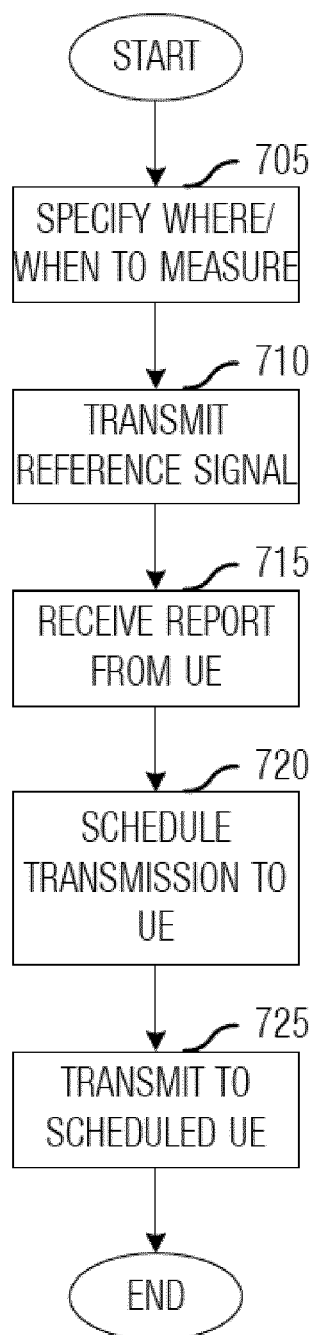 START
705
SPECIFY WHERE/
WHEN TO MEASURE
710
TRANSMIT
REFERENCE SIGNAL
715
RECEIVE REPORT
FROM UE
720
SCHEDULE
TRANSMISSION TO
UE
725
TRANSMIT TO
SCHEDULED UE
END